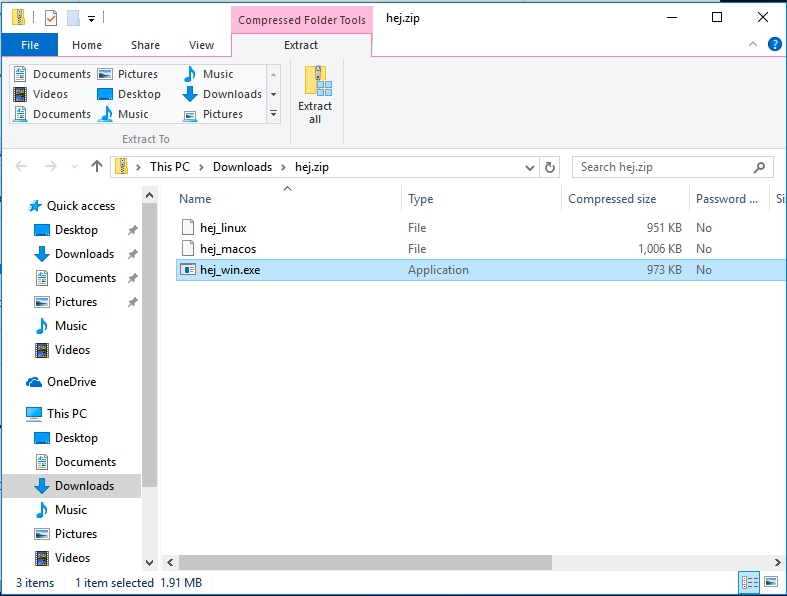 Compressed Folder Tools
hej.zip
File
Home
Share
View
Extract
Documents
Pictures
Music
Videos
Desktop
Downloads
Documents
Music
Pictures
Extract all
Extract To
This PC
Downloads
hej.zip
Search hej.zip
Name
Type
Compressed size
Password ...
hej_linux
File
951 KB
No
hej_macos
File
1,006 KB
No
hej_win.exe
Application
973 KB
No
Quick access
Desktop
Downloads
Documents
Pictures
Music
Videos
OneDrive
This PC
Desktop
Documents
Downloads
Music
Pictures
Videos
3 items
1 item selected 1.91 MB